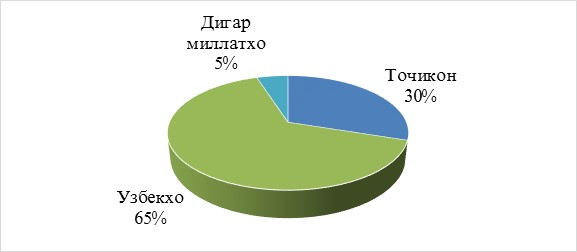 Дигар
миллатхо
5%
Точикон
30%
Узбекхо
65%